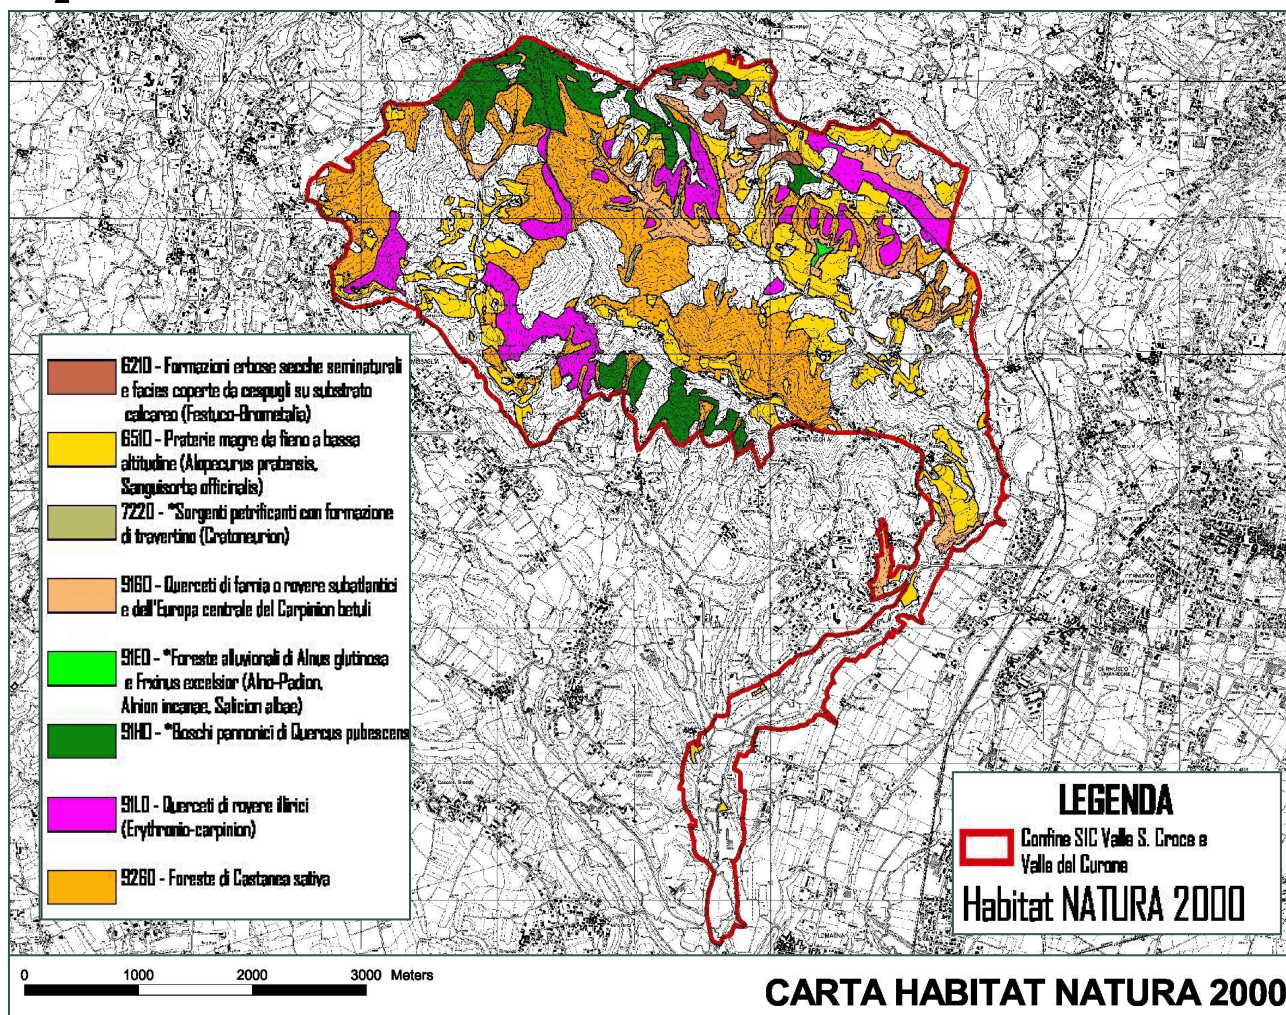 6210 - Formazioni erbose secche seminaturali
e facies coperte da cespugli su substrato
calcareo (Festuco-Brometalia)
6510 - Praterie magre da fieno a bassa
altitudine (Alopecurus pratensis,
Sanguisorba officinalis)
7220 - *Sorgenti petrificanti con formazione
di travertino (Cratoneurion)
9160 - Querceti di farnia o rovere subatlantici
e dell'Europa centrale del Carpinion betuli
91E0 - *Foreste alluvionali di Alnus glutinosa
e Frxinus excelsior (Alno-Padion,
Alnion incanae, Salicion albae)
91H0 - *Boschi pannonici di Quercus pubescens
91L0 - Querceti di rovere illirici
(Erythronio-carpinion)
9260 - Foreste di Castanea sativa
LEGENDA
Confine SIC Valle S. Croce e
Valle del Curone
Habitat NATURA 2000
0 1000 2000 3000 Meters
CARTA HABITAT NATURA 2000